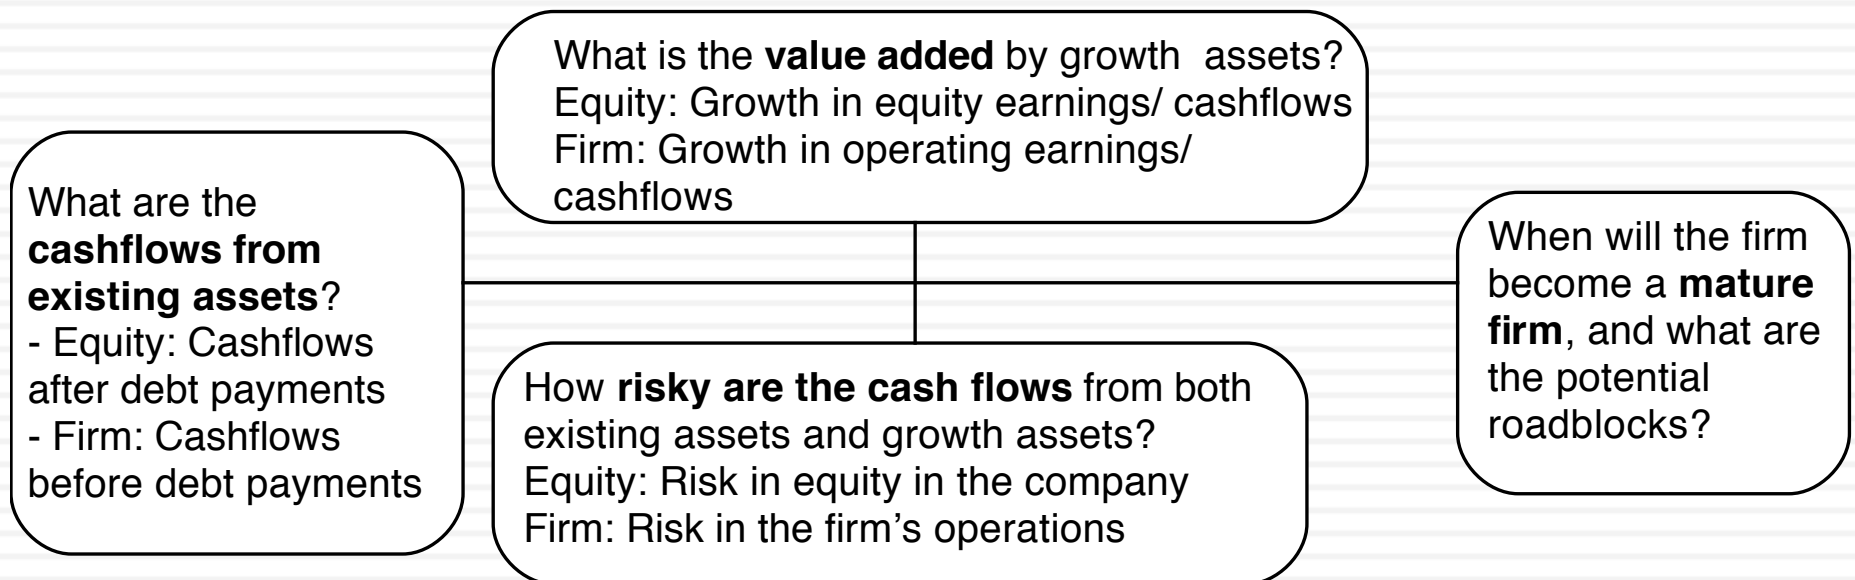 What is the value added by growth assets?
Equity: Growth in equity earnings/ cashflows
Firm: Growth in operating earnings/
cashflows
What are the
cashflows from
existing assets?
- Equity: Cashflows
after debt payments
- Firm: Cashflows
before debt payments
How risky are the cash flows from both
existing assets and growth assets?
Equity: Risk in equity in the company
Firm: Risk in the firm’s operations
When will the firm
become a mature
firm, and what are
the potential
roadblocks?